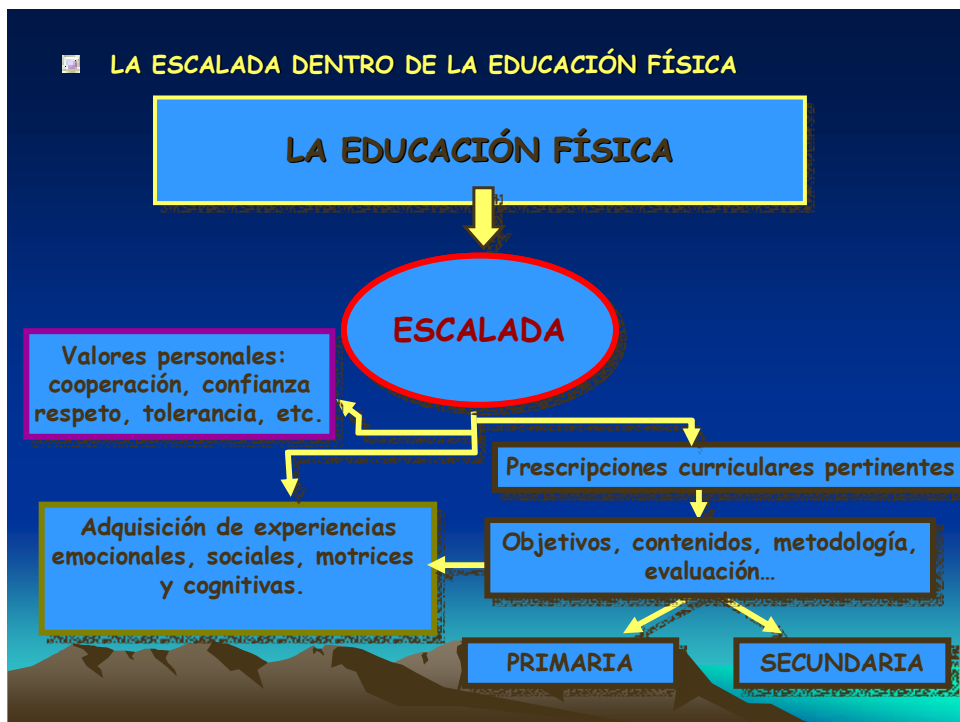 LA ESCALADA DENTRO DE LA EDUCACIÓN FÍSICA
LA EDUCACIÓN FÍSICA
ESCALADA
Valores personales:
cooperación, confianza
respeto, tolerancia, etc.
Prescripciones curriculares pertinentes
Adquisición de experiencias
emocionales, sociales, motrices
y cognitivas.
Objetivos, contenidos, metodología,
evaluación…
PRIMARIA
SECUNDARIA